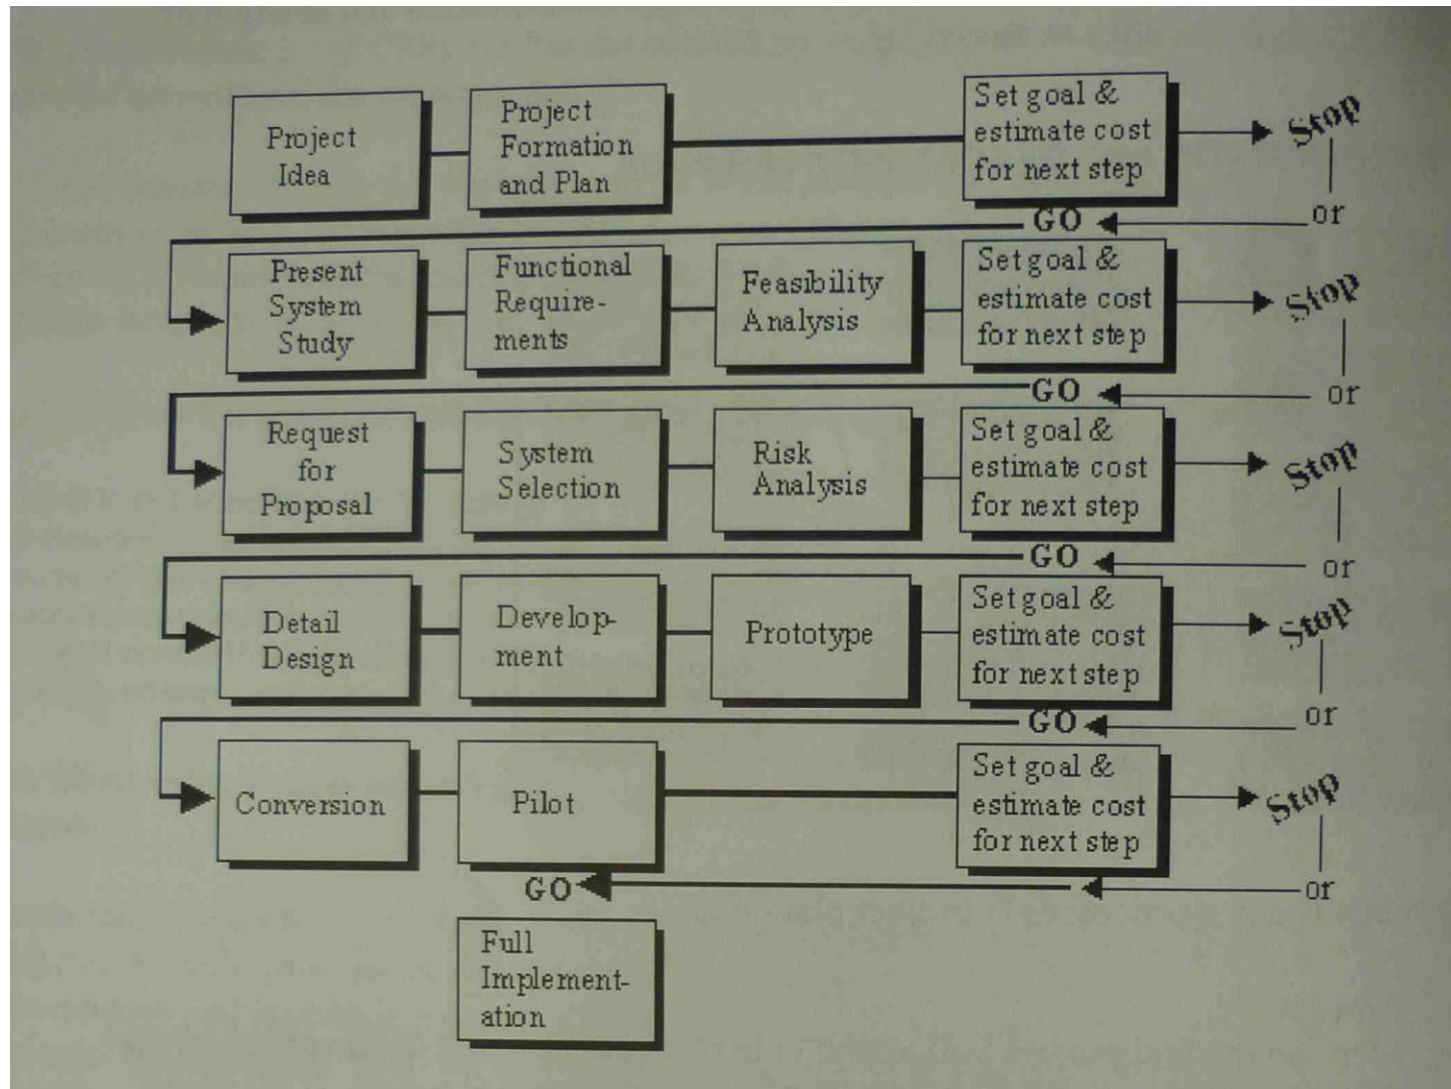 Project
Idea
Project
Formation
and Plan
Set goal &
estimate cost
for next step
Stop
or
GO
Present
System
Study
Functional
Require-
ments
Feasibility
Analysis
Set goal &
estimate cost
for next step
Stop
or
GO
Request
for
Proposal
System
Selection
Risk
Analysis
Set goal &
estimate cost
for next step
Stop
or
GO
Detail
Design
Develop-
ment
Prototype
Set goal &
estimate cost
for next step
Stop
or
GO
Conversion
Pilot
Set goal &
estimate cost
for next step
Stop
or
GO
Full
Implement-
ation